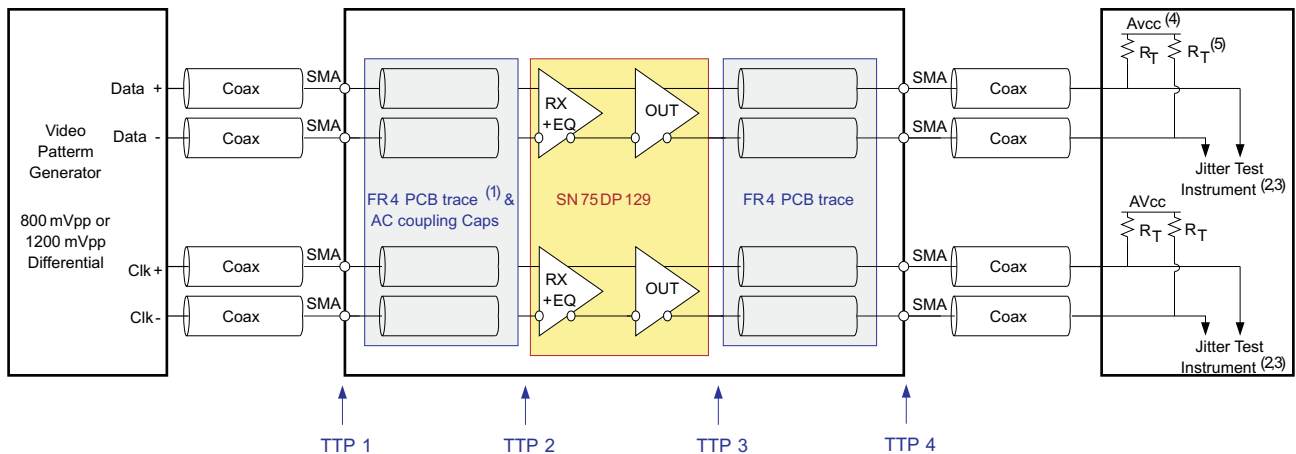 Video
Patterm
Generator
800 mVpp or
1200 mVpp
Differential
Data +
Data -
Clk +
Clk-
Coax
SMA
Coax
SMA
Coax
SMA
Coax
SMA
FR4 PCB trace (1) &
AC coupling Caps
RX
+EQ
OUT
SN75DP129
RX
+EQ
OUT
FR4 PCB trace
SMA
Coax
SMA
Coax
SMA
Coax
SMA
Coax
Avcc (4)
RT
RT (5)
Jitter Test
Instrument (2,3)
AVcc
RT
RT
Jitter Test
Instrument (2,3)
TTP 1
TTP 2
TTP 3
TTP 4